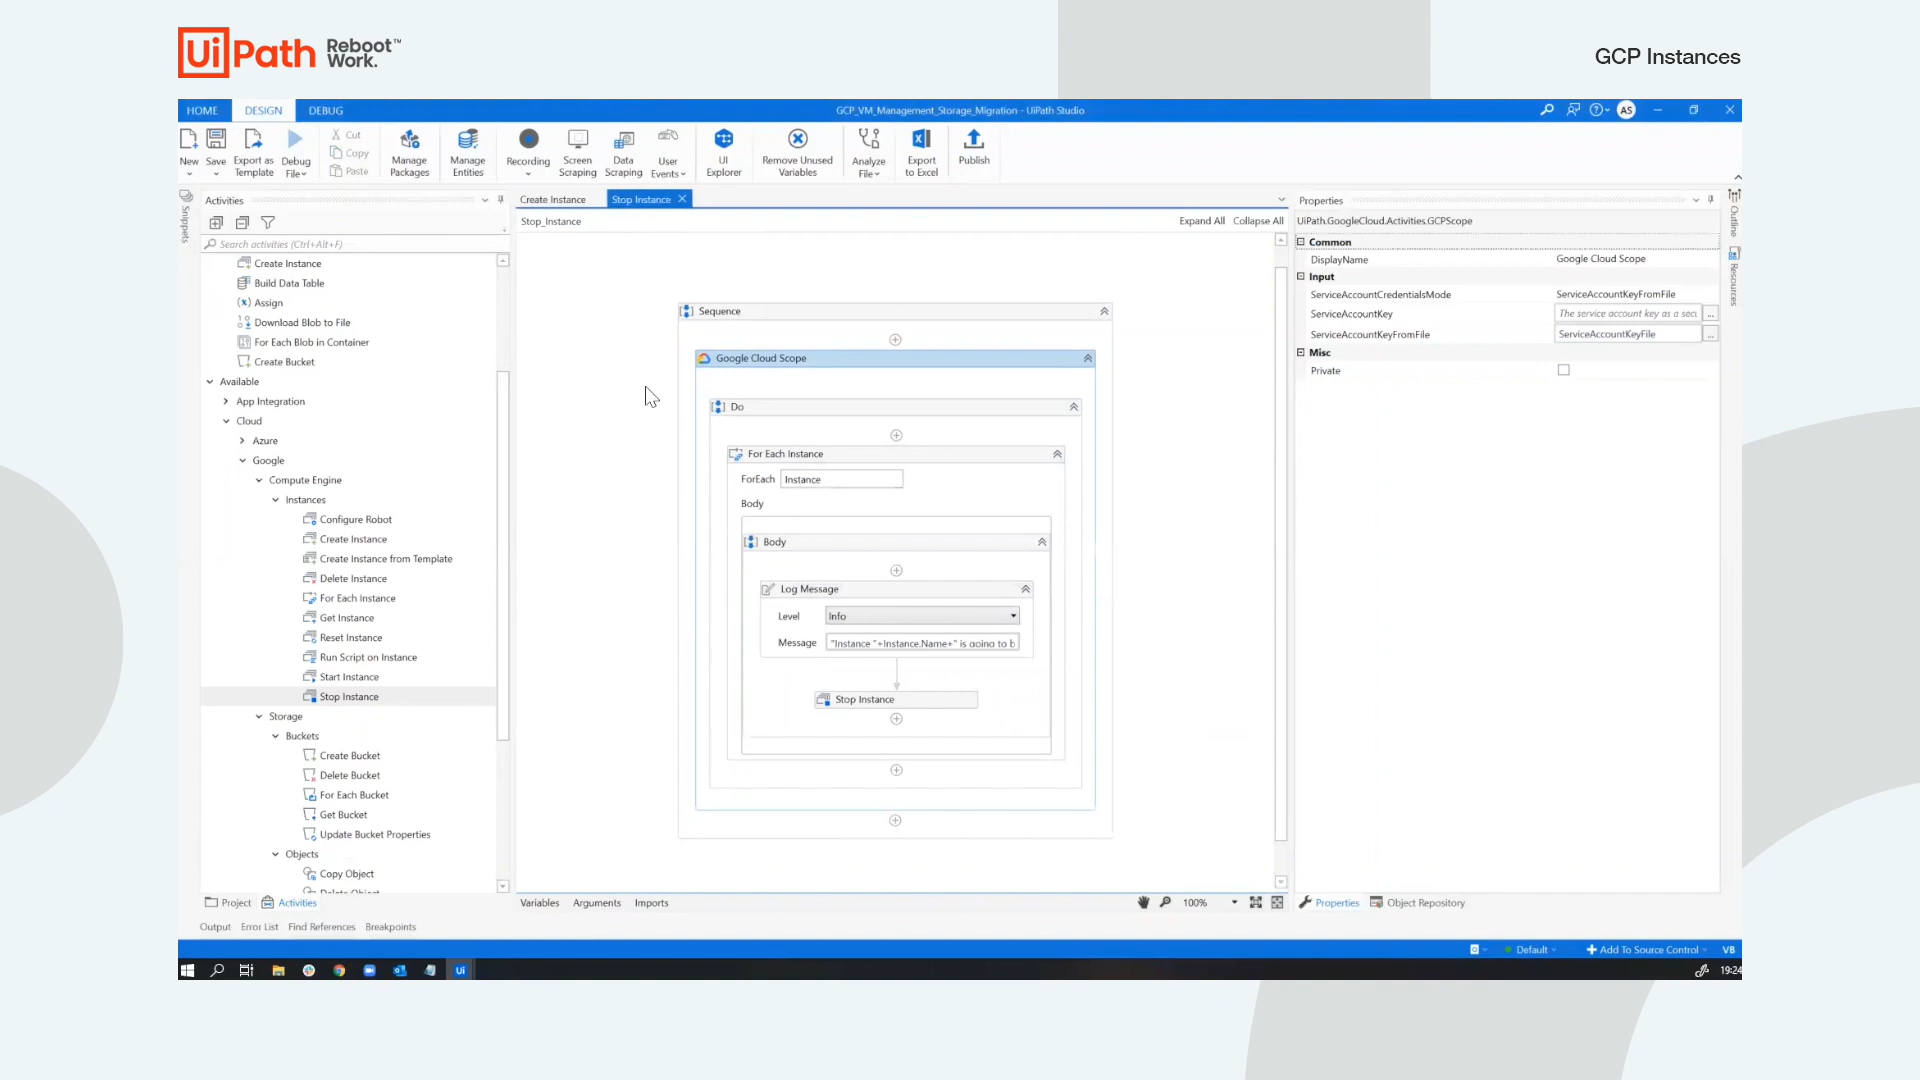 UiPath Reboot Work.™
GCP Instances
HOME DESIGN DEBUG
GCP_VM_Management_Storage_Migration - UiPath Studio
AS
New Save Export as Template Debug File
Cut
Copy
Paste
Manage Packages
Manage Entities
Recording
Screen Scraping
Data Scraping
User Events
UI Explorer
Remove Unused Variables
Analyze File
Export to Excel
Publish
Snippets
Activities
Search activities (Ctrl+Alt+F)
Create Instance
Build Data Table
Assign
Download Blob to File
For Each Blob in Container
Create Bucket
Available
App Integration
Cloud
Azure
Google
Compute Engine
Instances
Configure Robot
Create Instance
Create Instance from Template
Delete Instance
For Each Instance
Get Instance
Reset Instance
Run Script on Instance
Start Instance
Stop Instance
Storage
Buckets
Create Bucket
Delete Bucket
For Each Bucket
Get Bucket
Update Bucket Properties
Objects
Copy Object
Delete Object
Project Activities
Output Error List Find References Breakpoints
Create Instance Stop Instance
Stop_Instance
Expand All Collapse All
Sequence
Google Cloud Scope
Do
For Each Instance
ForEach Instance
Body
Body
Log Message
Level Info
Message "Instance "+Instance.Name+" is going to b
Stop Instance
Variables Arguments Imports
100%
Properties
UiPath.GoogleCloud.Activities.GCPScope
Common
DisplayName Google Cloud Scope
Input
ServiceAccountCredentialsMode ServiceAccountKeyFromFile
ServiceAccountKey The service account key as a secu ...
ServiceAccountKeyFromFile ServiceAccountKeyFile ...
Misc
Private
Outline
Resources
Properties Object Repository
Default Add To Source Control VB
Ui
19:24